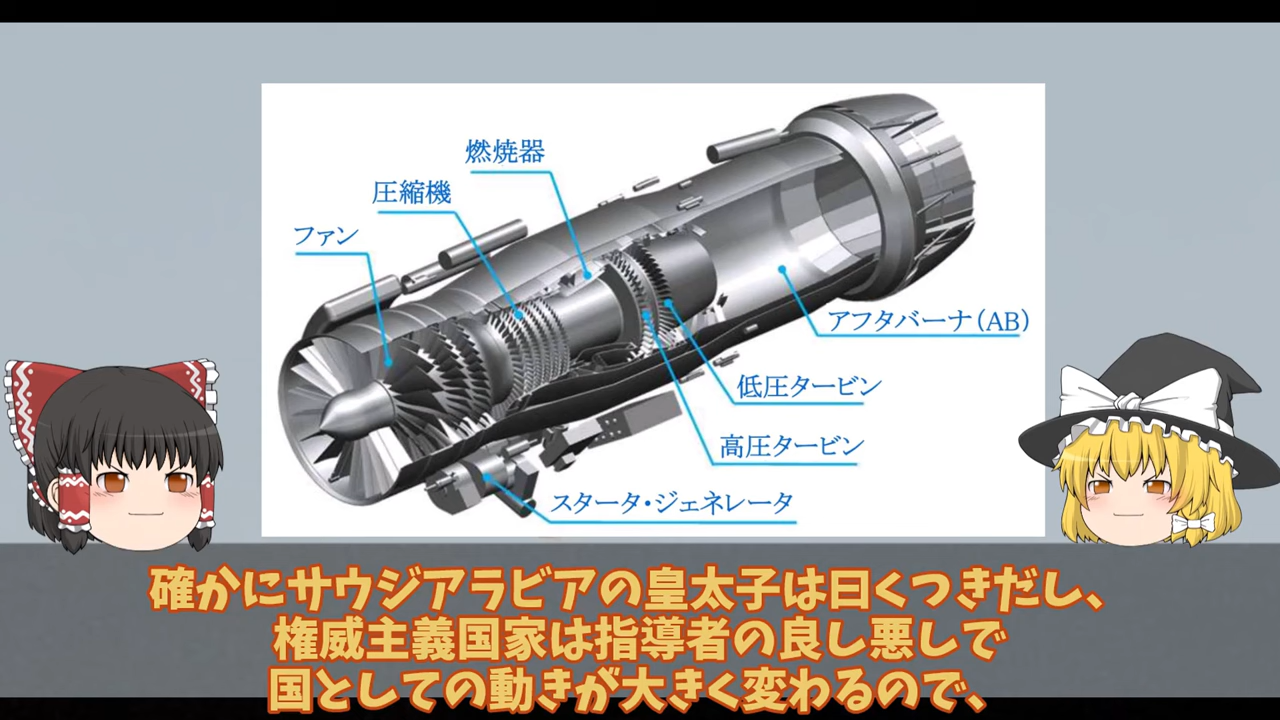 燃焼器
圧縮機
ファン
アフタバーナ(AB)
低圧タービン
高圧タービン
スタータ・ジェネレータ
確かにサウジアラビアの皇太子は曰くつきだし、
権威主義国家は指導者の良し悪しで
国としての動きが大きく変わるので、